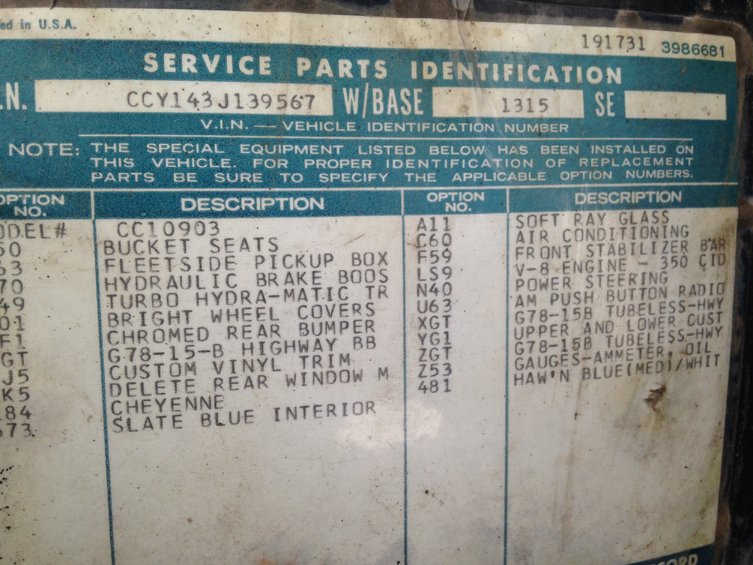 ed in U.S.A.
191731 3986681
SERVICE PARTS IDENTIFICATION
.N. CCY143J139567 W/BASE 1315 SE
V.I.N. — VEHICLE IDENTIFICATION NUMBER
NOTE: THE SPECIAL EQUIPMENT LISTED BELOW HAS BEEN INSTALLED ON
THIS VEHICLE. FOR PROPER IDENTIFICATION OF REPLACEMENT
PARTS BE SURE TO SPECIFY THE APPLICABLE OPTION NUMBERS.
OPTION NO. DESCRIPTION
ODEL# CC10903
50 BUCKET SEATS
63 FLEETSIDE PICKUP BOX
70 HYDRAULIC BRAKE BOOS
49 TURBO HYDRA-MATIC TR
01 BRIGHT WHEEL COVERS
F1 CHROMED REAR BUMPER
GT G78-15-B HIGHWAY BB
J5 CUSTOM VINYL TRIM
K5 DELETE REAR WINDOW M
84 CHEYENNE
573 SLATE BLUE INTERIOR
OPTION NO. DESCRIPTION
A11 SOFT RAY GLASS
C60 AIR CONDITIONING
F59 FRONT STABILIZER BAR
LS9 V-8 ENGINE - 350 CID
N40 POWER STEERING
U63 AM PUSH BUTTON RADIO
XGT G78-15B TUBELESS-HWY
YG1 UPPER AND LOWER CUST
ZGT G78-15B TUBELESS-HWY
Z53 GAUGES-AMMETER, OIL
481 HAW'N BLUE(MED)/WHIT